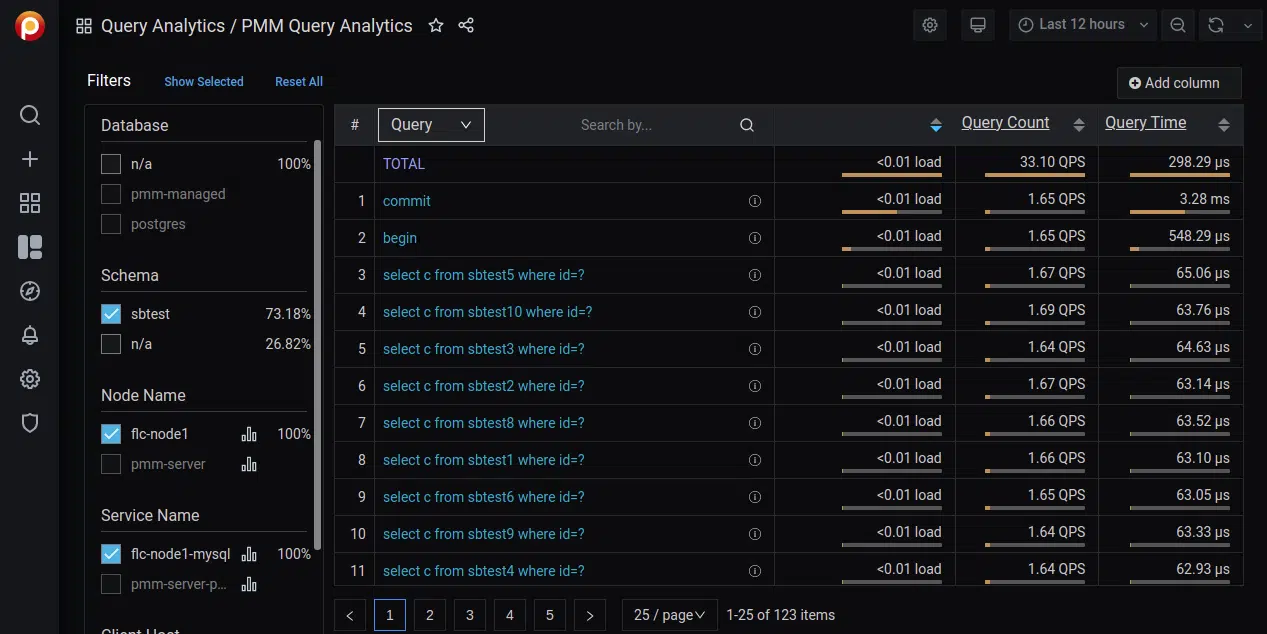 Query Analytics / PMM Query Analytics
Last 12 hours
Filters Show Selected Reset All
Add column
Database
n/a 100%
pmm-managed
postgres
Schema
sbtest 73.18%
n/a 26.82%
Node Name
flc-node1 100%
pmm-server
Service Name
flc-node1-mysql 100%
pmm-server-p...
Client Host
# Query Search by... Query Count Query Time
TOTAL <0.01 load 33.10 QPS 298.29 µs
1 commit <0.01 load 1.65 QPS 3.28 ms
2 begin <0.01 load 1.65 QPS 548.29 µs
3 select c from sbtest5 where id=? <0.01 load 1.67 QPS 65.06 µs
4 select c from sbtest10 where id=? <0.01 load 1.69 QPS 63.76 µs
5 select c from sbtest3 where id=? <0.01 load 1.64 QPS 64.63 µs
6 select c from sbtest2 where id=? <0.01 load 1.67 QPS 63.14 µs
7 select c from sbtest8 where id=? <0.01 load 1.66 QPS 63.52 µs
8 select c from sbtest1 where id=? <0.01 load 1.66 QPS 63.10 µs
9 select c from sbtest6 where id=? <0.01 load 1.65 QPS 63.05 µs
10 select c from sbtest9 where id=? <0.01 load 1.64 QPS 63.33 µs
11 select c from sbtest4 where id=? <0.01 load 1.64 QPS 62.93 µs
< 1 2 3 4 5 > 25 / page 1-25 of 123 items